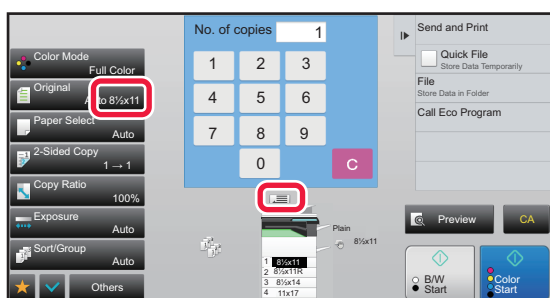 No. of copies 1
Color Mode
Full Color
Original
Auto 8½x11
Paper Select
Auto
2-Sided Copy
1 → 1
Copy Ratio
100%
Exposure
Auto
Sort/Group
Auto
Others
1 2 3
4 5 6
7 8 9
0 C
Plain
8½x11
1 8½x11
2 8½x11R
3 8½x14
4 11x17
Send and Print
Quick File
Store Data Temporarily
File
Store Data in Folder
Call Eco Program
Preview
CA
B/W
Start
Color
Start